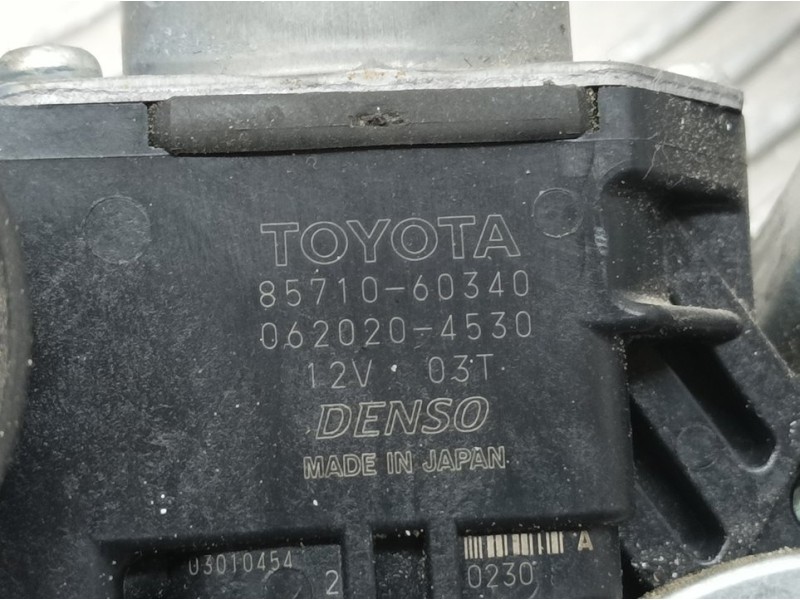 TOYOTA
85710-60340
062020-4530
12V · 03T
DENSO
MADE IN JAPAN
03010454
2
A
0230